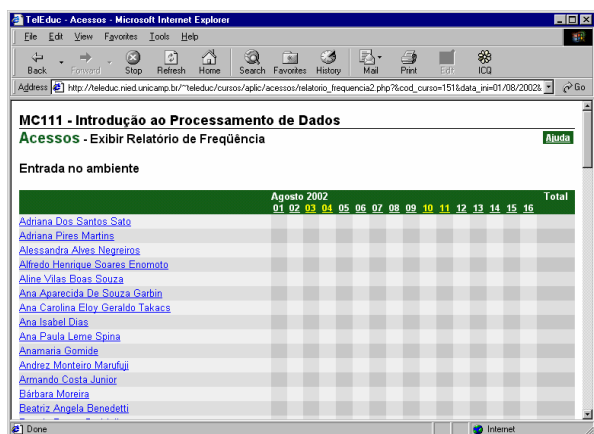 TelEduc - Acessos - Microsoft Internet Explorer
File Edit View Favorites Tools Help
Back Forward Stop Refresh Home Search Favorites History Mail Print Edit ICQ
Address http://teleduc.nied.unicamp.br/~teleduc/cursos/aplic/acessos/relatorio_frequencia2.php?&cod_curso=151&data_ini=01/08/2002& Go
MC111 - Introdução ao Processamento de Dados
Acessos - Exibir Relatório de Freqüência Ajuda
Entrada no ambiente
Agosto 2002 Total
01 02 03 04 05 06 07 08 09 10 11 12 13 14 15 16
Adriana Dos Santos Sato
Adriana Pires Martins
Alessandra Alves Negreiros
Alfredo Henrique Soares Enomoto
Aline Vilas Boas Souza
Ana Aparecida De Souza Garbin
Ana Carolina Eloy Geraldo Takacs
Ana Isabel Dias
Ana Paula Leme Spina
Anamaria Gomide
Andrez Monteiro Marufuji
Armando Costa Junior
Bárbara Moreira
Beatriz Angela Benedetti
Done Internet